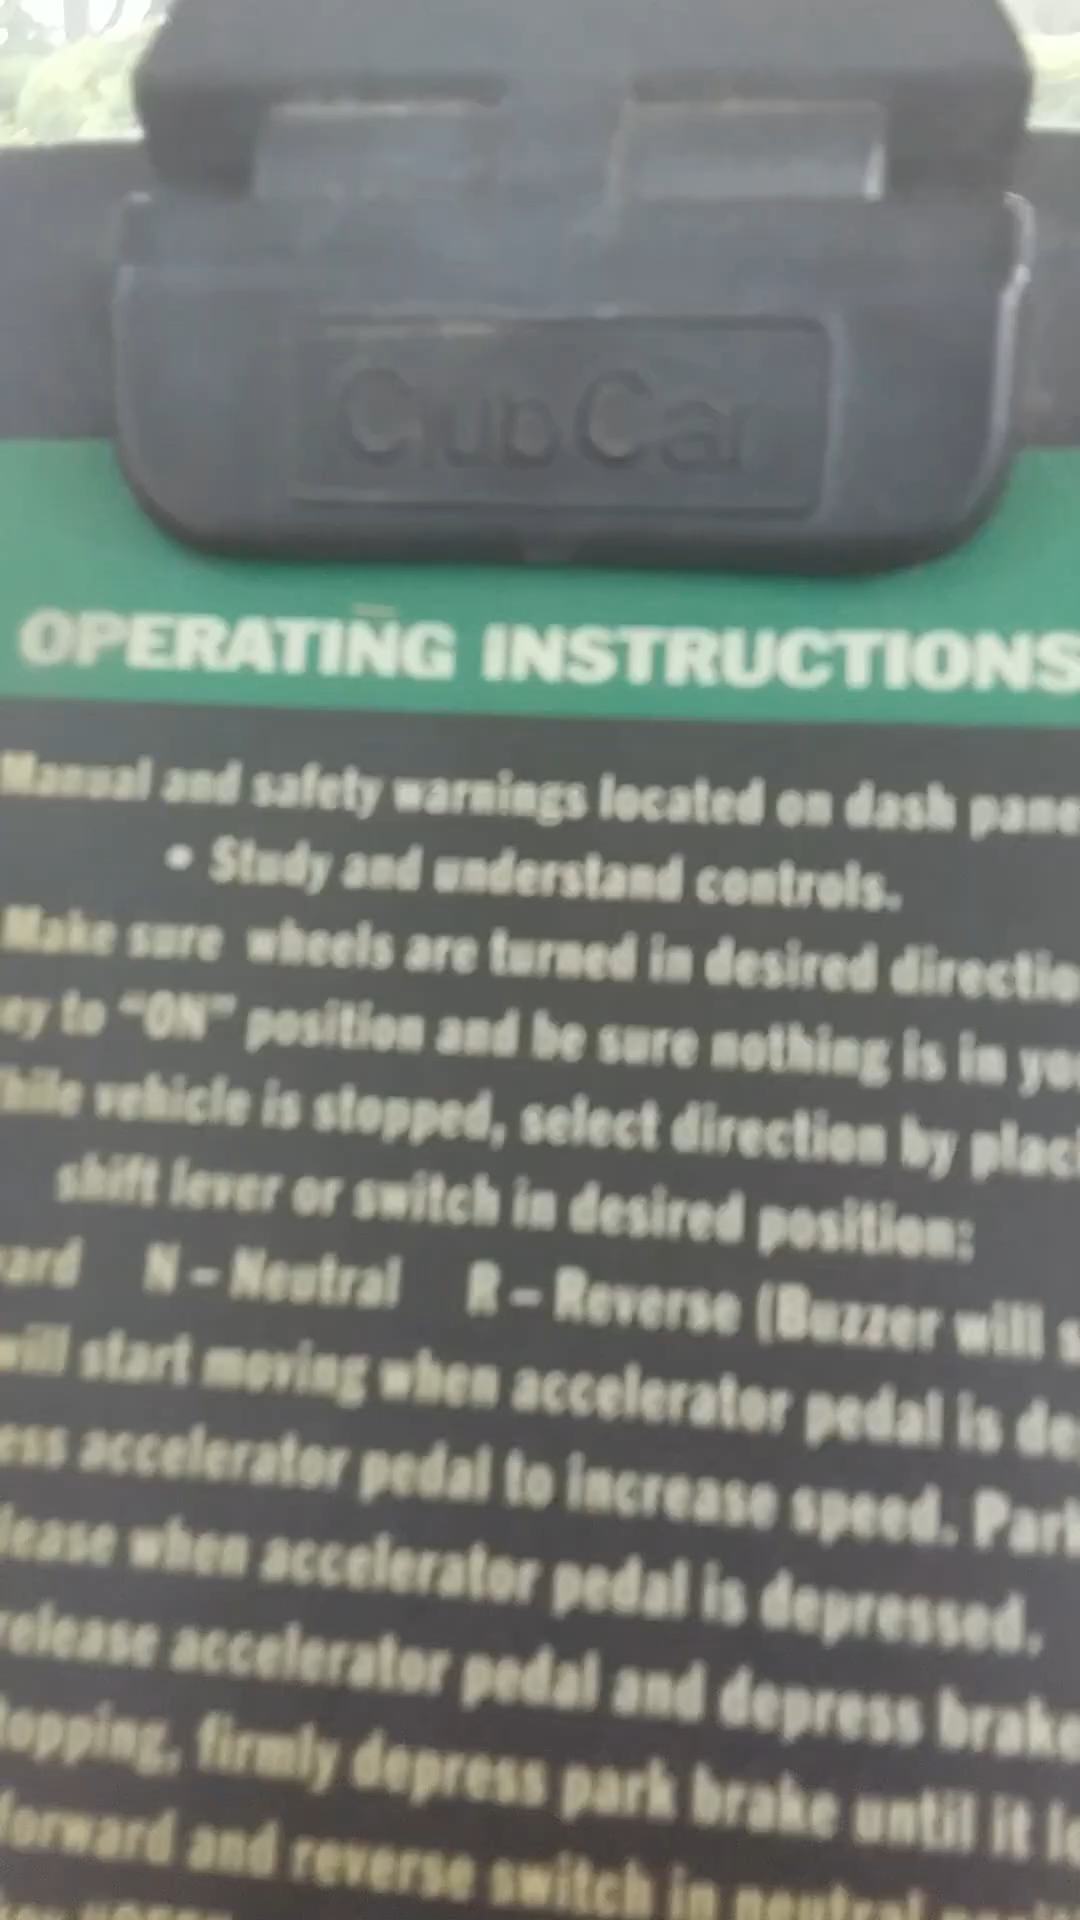 ClubCar
OPERATING INSTRUCTIONS
Manual and safety warnings located on dash pane
• Study and understand controls.
Make sure wheels are turned in desired directio
ey to "ON" position and be sure nothing is in yo
hile vehicle is stopped, select direction by plac
shift lever or switch in desired position:
ard N – Neutral R – Reverse (Buzzer will s
will start moving when accelerator pedal is de
ess accelerator pedal to increase speed. Park
lease when accelerator pedal is depressed.
release accelerator pedal and depress brake
topping, firmly depress park brake until it lo
forward and reverse switch in neutral